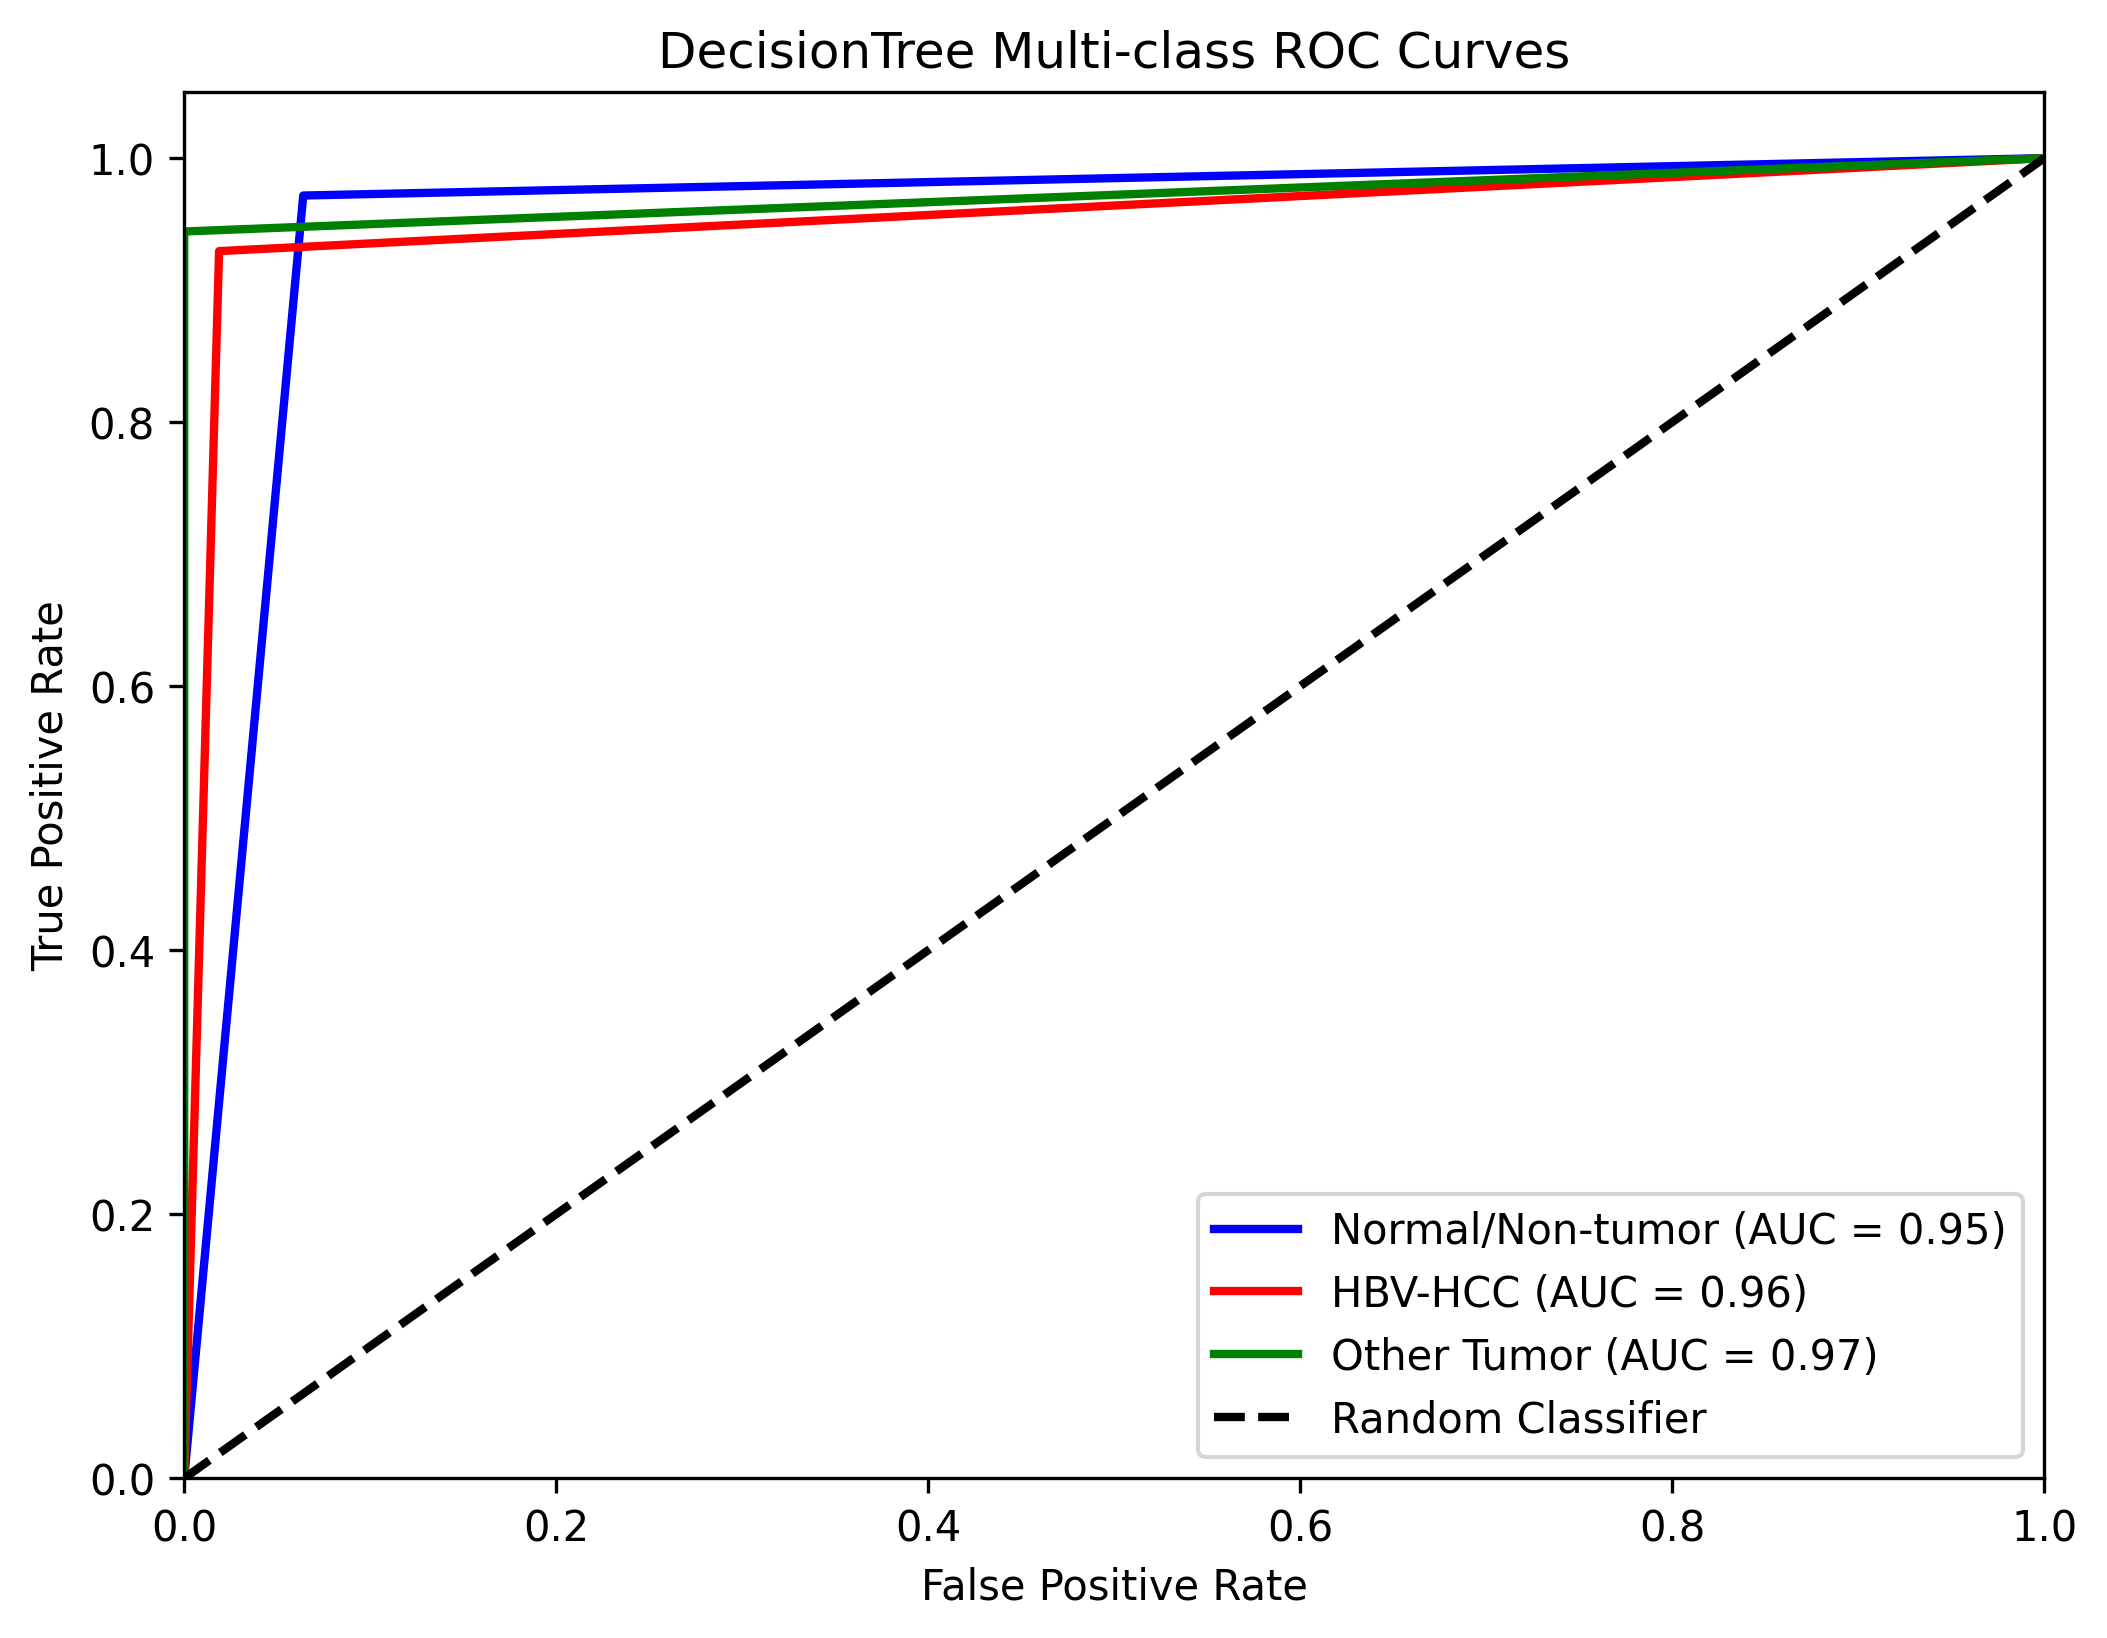 DecisionTree Multi-class ROC Curves
1.0
0.8
0.6
0.4
0.2
0.0
True Positive Rate
0.0 0.2 0.4 0.6 0.8 1.0
False Positive Rate
Normal/Non-tumor (AUC = 0.95)
HBV-HCC (AUC = 0.96)
Other Tumor (AUC = 0.97)
Random Classifier